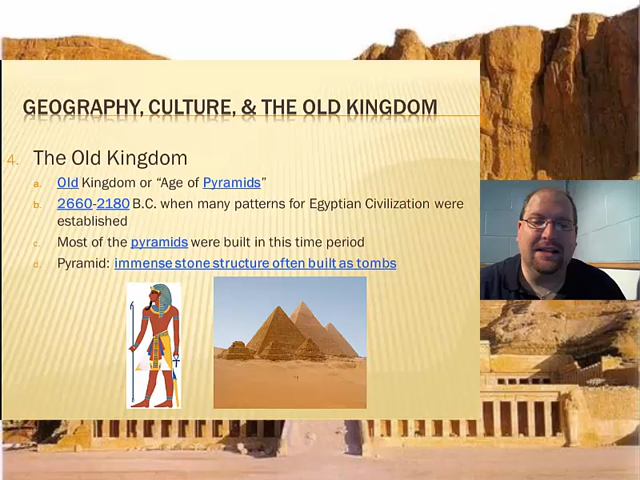 GEOGRAPHY, CULTURE, & THE OLD KINGDOM
4. The Old Kingdom
a. Old Kingdom or “Age of Pyramids”
b. 2660-2180 B.C. when many patterns for Egyptian Civilization were
established
c. Most of the pyramids were built in this time period
d. Pyramid: immense stone structure often built as tombs